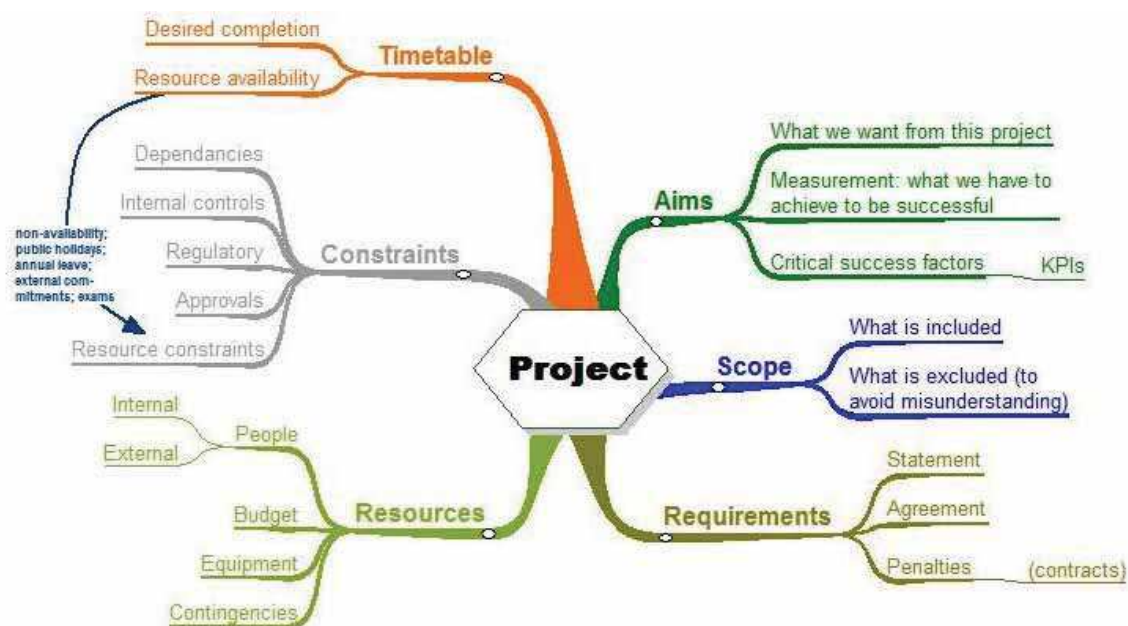 Project
Timetable
Desired completion
Resource availability
non-availability;
public holidays;
annual leave;
external com-
mitments; exams
Constraints
Dependancies
Internal controls
Regulatory
Approvals
Resource constraints
Resources
People
Internal
External
Budget
Equipment
Contingencies
Aims
What we want from this project
Measurement: what we have to
achieve to be successful
Critical success factors
KPIs
Scope
What is included
What is excluded (to
avoid misunderstanding)
Requirements
Statement
Agreement
Penalties
(contracts)